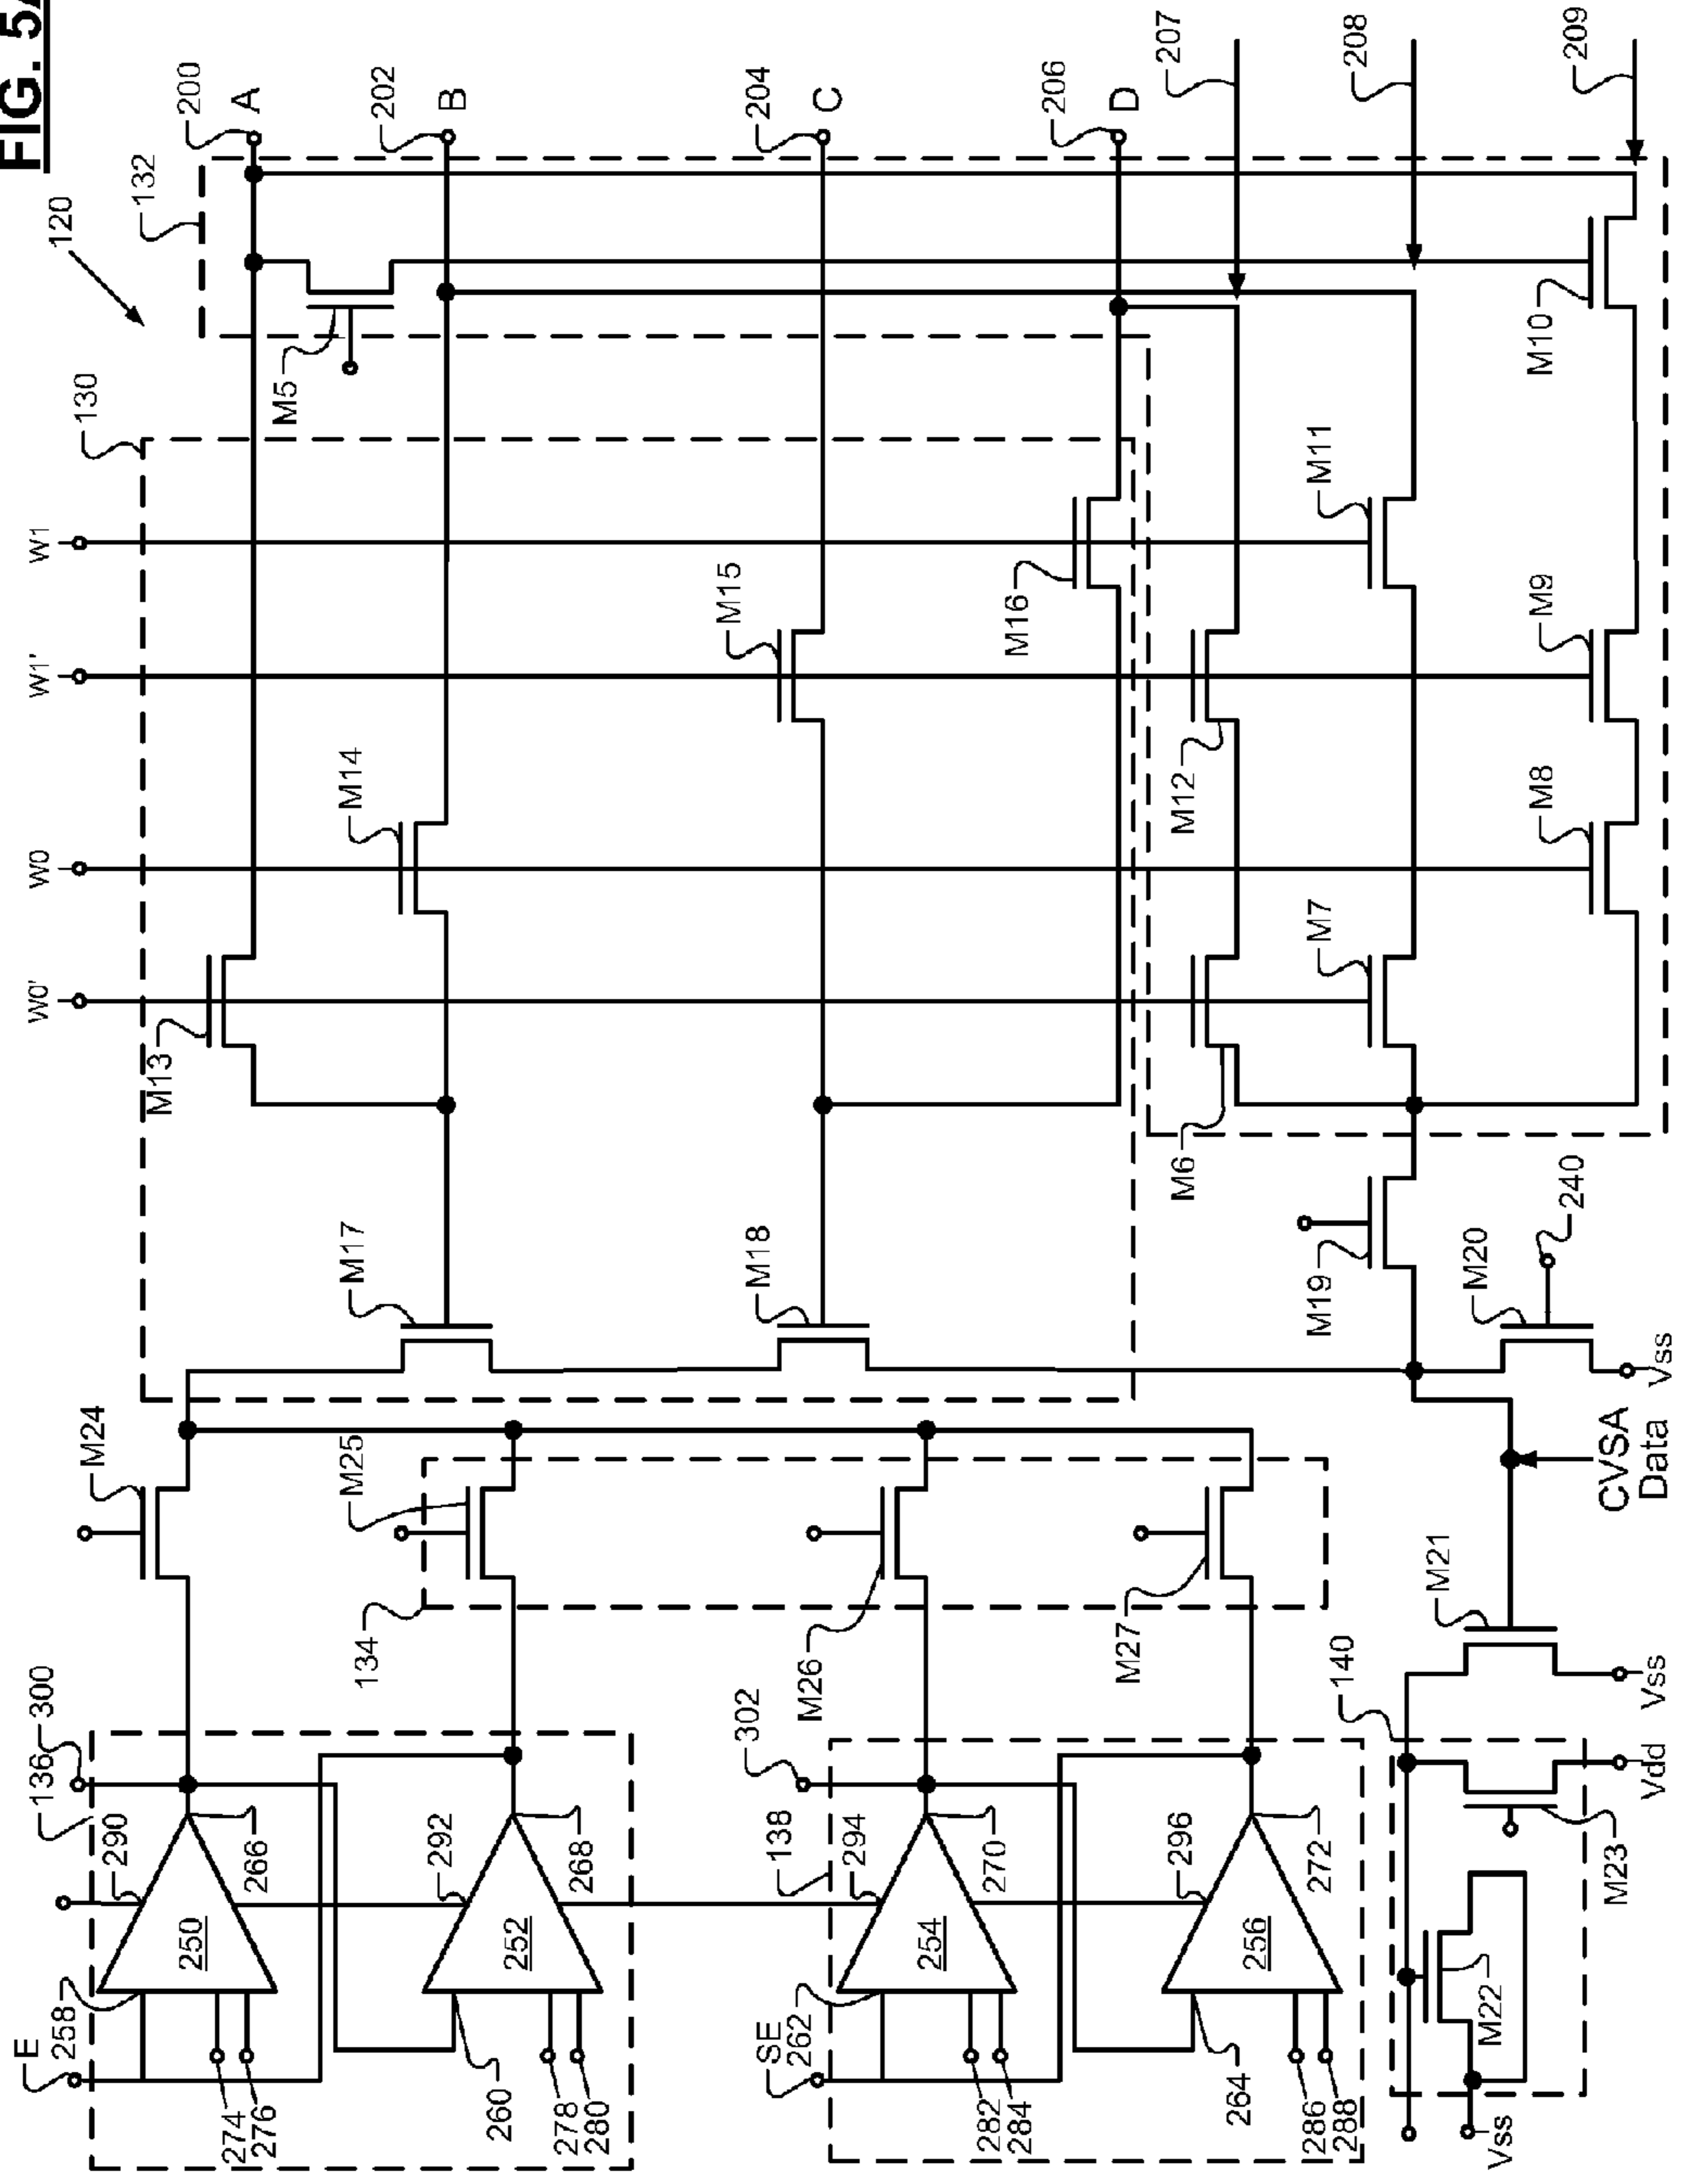 FIG. 5A
120
132
200
A
202
B
204
C
206
D
207
208
209
130
M5
M10
W1
W1'
W0
W0'
M11
M15
M16
M9
M14
M12
M8
M13
M7
M6
M17
M18
M19
240
M20
Vss
M24
M25
CVSA
Data
134
M26
M27
M21
136
300
302
140
Vss
Vdd
290
266
292
268
138
294
270
296
272
M23
250
252
254
256
M22
E
258
274
276
260
278
280
SE
262
282
284
264
286
288
Vss